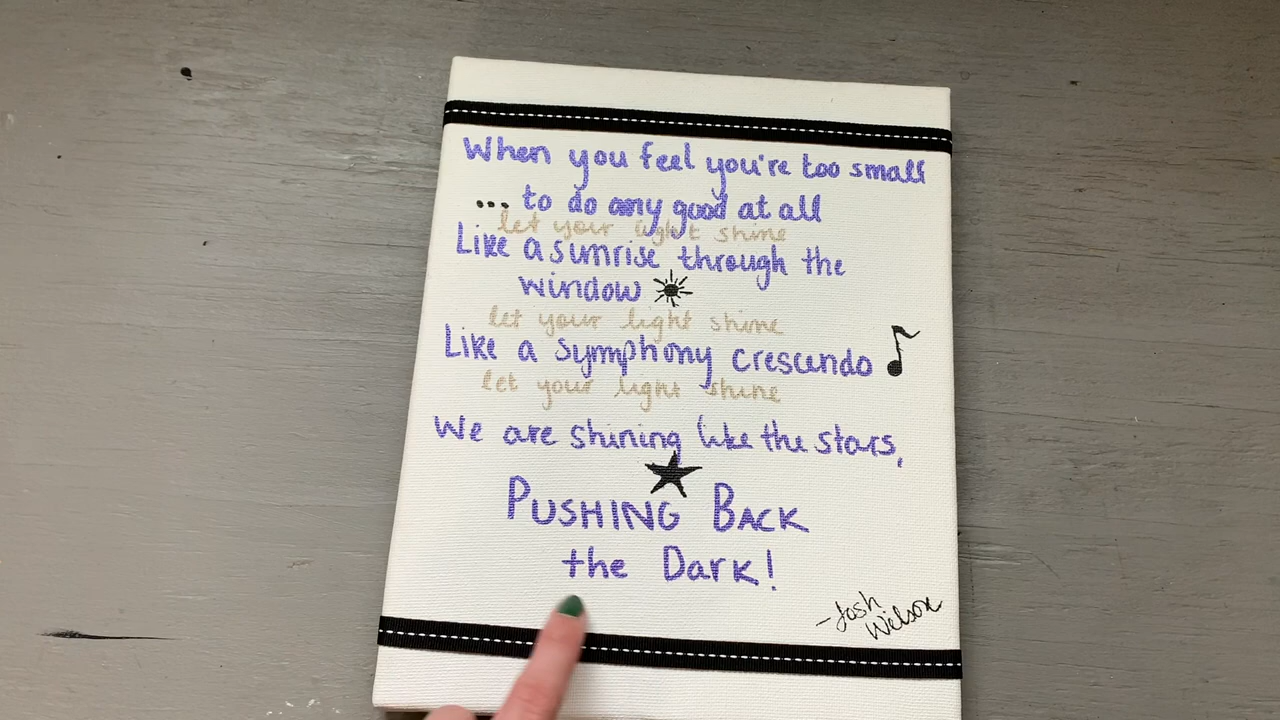 When you feel you're too small
... to do any good at all
let your light shine
Like a sunrise through the
window
let your light shine
Like a symphony crescendo
let your light shine
We are shining like the stars,
PUSHING BACK
the Dark!
-Josh
Wilson